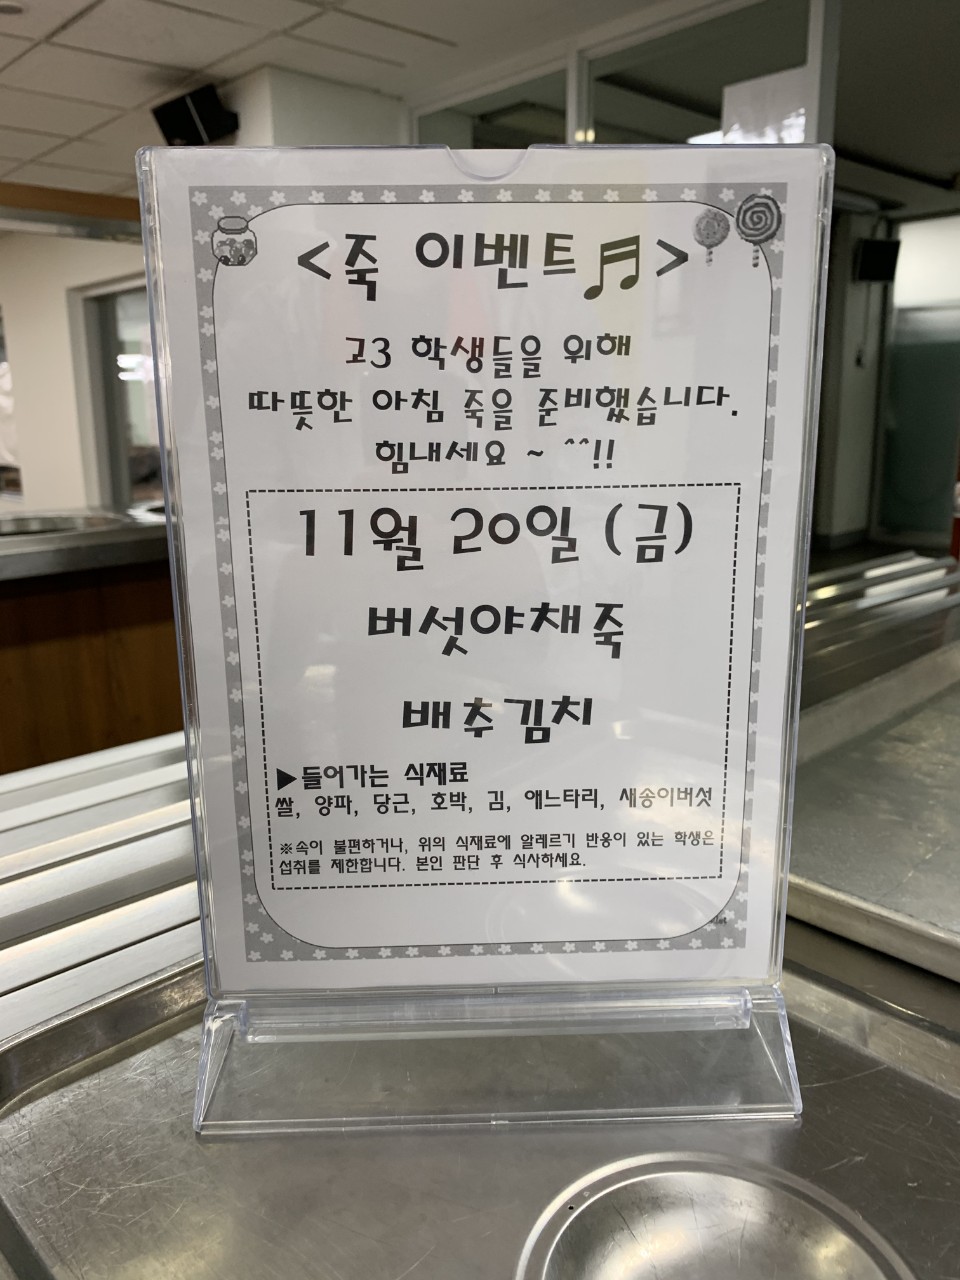 <죽 이벤트♬>
고3 학생들을 위해
따뜻한 아침 죽을 준비했습니다.
힘내세요 ~ ^^!!
11월 20일 (금)
버섯야채죽
배추김치
▶들어가는 식재료
쌀, 양파, 당근, 호박, 김, 애느타리, 새송이버섯
※속이 불편하거나, 위의 식재료에 알레르기 반응이 있는 학생은
섭취를 제한합니다. 본인 판단 후 식사하세요.